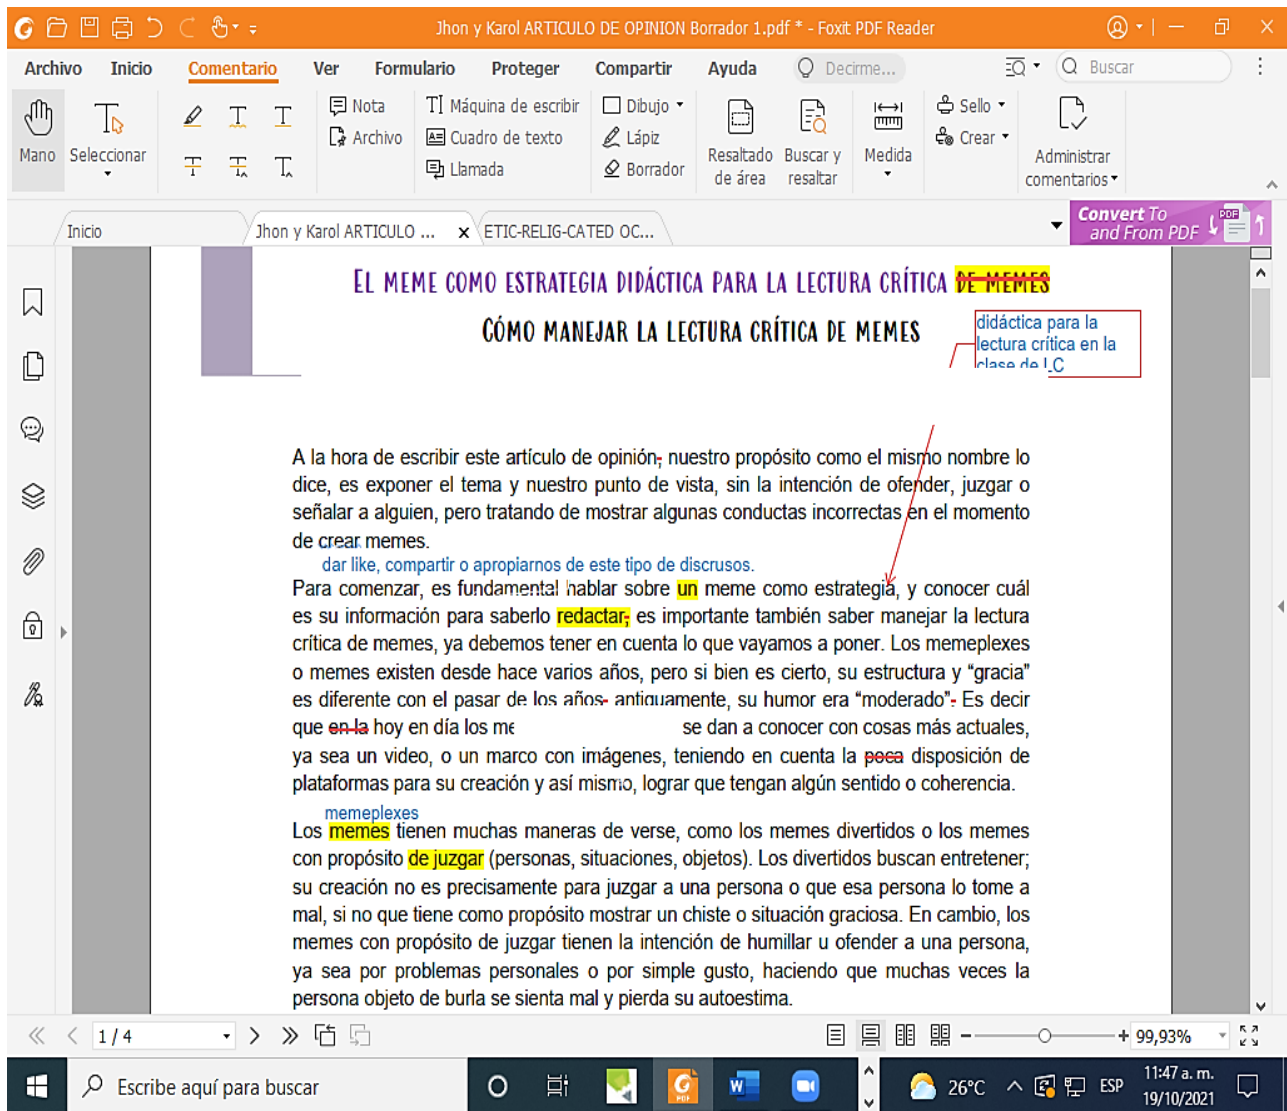 Jhon y Karol ARTICULO DE OPINION Borrador 1.pdf * - Foxit PDF Reader
Archivo Inicio Comentario Ver Formulario Proteger Compartir Ayuda Decirme... Buscar
Mano
Seleccionar
Nota
Archivo
Máquina de escribir
Cuadro de texto
Llamada
Dibujo
Lápiz
Borrador
Resaltado de área
Buscar y resaltar
Medida
Sello
Crear
Administrar comentarios
Inicio
Jhon y Karol ARTICULO ... x
ETIC-RELIG-CATED OC...
Convert To
and From PDF
PDF
EL MEME COMO ESTRATEGIA DIDÁCTICA PARA LA LECTURA CRÍTICA DE MEMES
CÓMO MANEJAR LA LECTURA CRÍTICA DE MEMES
didáctica para la
lectura crítica en la
clase de LC
A la hora de escribir este artículo de opinión, nuestro propósito como el mismo nombre lo
dice, es exponer el tema y nuestro punto de vista, sin la intención de ofender, juzgar o
señalar a alguien, pero tratando de mostrar algunas conductas incorrectas en el momento
de crear memes.
dar like, compartir o apropiarnos de este tipo de discrusos.
Para comenzar, es fundamental hablar sobre un meme como estrategia, y conocer cuál
es su información para saberlo redactar; es importante también saber manejar la lectura
crítica de memes, ya debemos tener en cuenta lo que vayamos a poner. Los memeplexes
o memes existen desde hace varios años, pero si bien es cierto, su estructura y “gracia”
es diferente con el pasar de los años- antiguamente, su humor era “moderado”. Es decir
que en la hoy en día los me se dan a conocer con cosas más actuales,
ya sea un video, o un marco con imágenes, teniendo en cuenta la poca disposición de
plataformas para su creación y así mismo, lograr que tengan algún sentido o coherencia.
memeplexes
Los memes tienen muchas maneras de verse, como los memes divertidos o los memes
con propósito de juzgar (personas, situaciones, objetos). Los divertidos buscan entretener;
su creación no es precisamente para juzgar a una persona o que esa persona lo tome a
mal, si no que tiene como propósito mostrar un chiste o situación graciosa. En cambio, los
memes con propósito de juzgar tienen la intención de humillar u ofender a una persona,
ya sea por problemas personales o por simple gusto, haciendo que muchas veces la
persona objeto de burla se sienta mal y pierda su autoestima.
1 / 4
99,93%
Escribe aquí para buscar
26°C
ESP
11:47 a. m.
19/10/2021